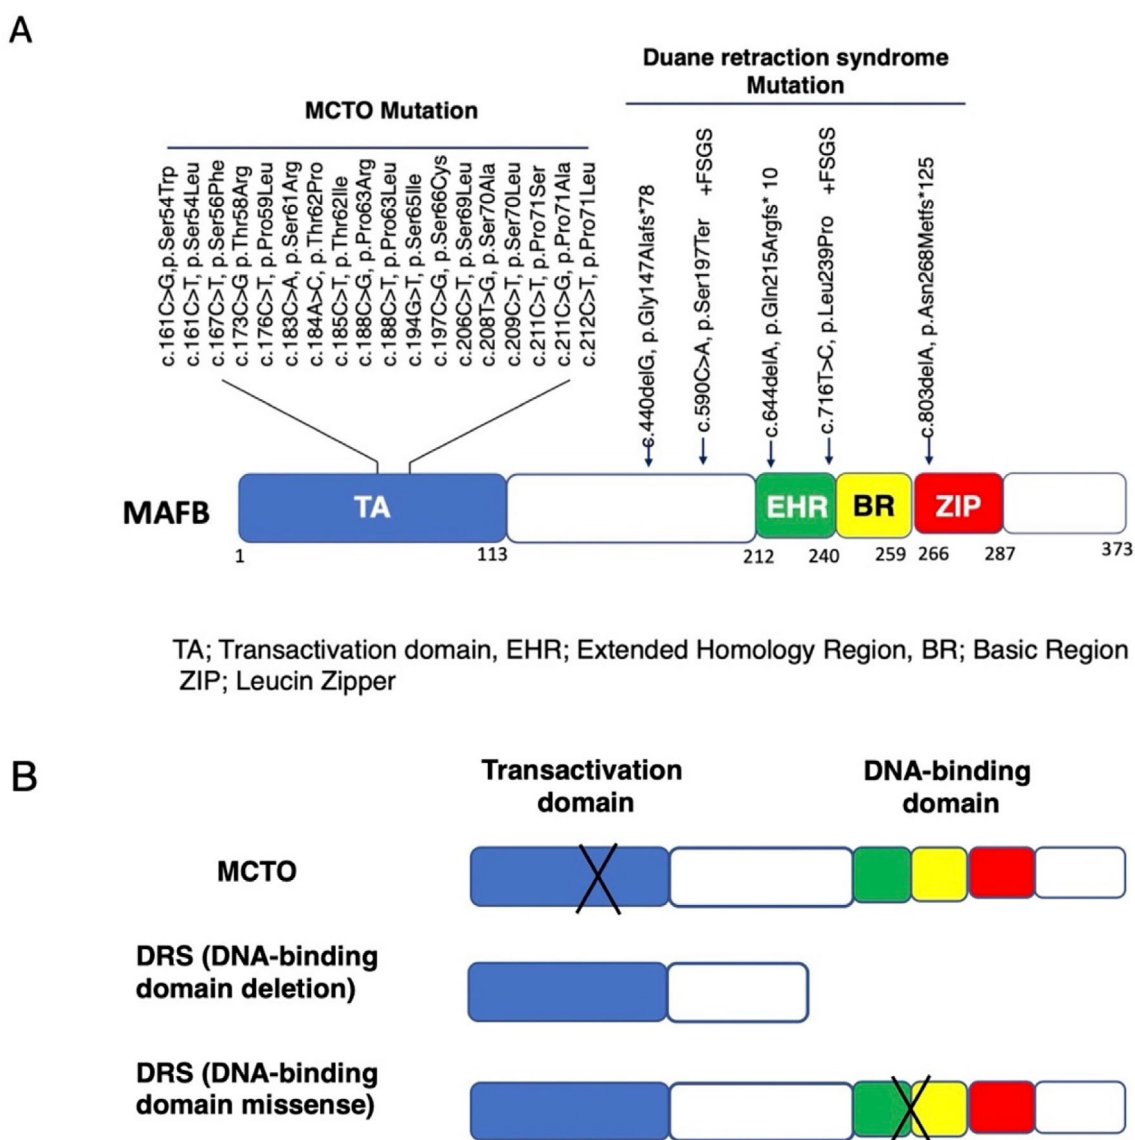 A
Duane retraction syndrome
Mutation
MCTO Mutation
c.161C>G,p.Ser54Trp
c.161C>T, p.Ser54Leu
c.167C>T, p.Ser56Phe
c.173C>G p.Thr58Arg
c.176C>T, p.Pro59Leu
c.183C>A, p.Ser61Arg
c.184A>C, p.Thr62Pro
c.185C>T, p.Thr62Ile
c.188C>G, p.Pro63Arg
c.188C>T, p.Pro63Leu
c.194G>T, p.Ser65Ile
c.197C>G, p.Ser66Cys
c.206C>T, p.Ser69Leu
c.208T>G, p.Ser70Ala
c.209C>T, p.Ser70Leu
c.211C>T, p.Pro71Ser
c.211C>G, p.Pro71Ala
c.212C>T, p.Pro71Leu
c.440delG, p.Gly147Alafs*78
c.590C>A, p.Ser197Ter +FSGS
c.644delA, p.Gln215Argfs* 10
c.716T>C, p.Leu239Pro +FSGS
c.803delA, p.Asn268Metfs*125
MAFB
TA
EHR
BR
ZIP
1
113
212
240
259
266
287
373
TA; Transactivation domain, EHR; Extended Homology Region, BR; Basic Region
ZIP; Leucin Zipper
B
Transactivation
domain
DNA-binding
domain
MCTO
DRS (DNA-binding
domain deletion)
DRS (DNA-binding
domain missense)